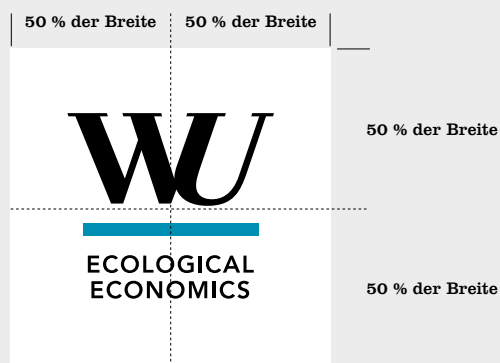 50 % der Breite 50 % der Breite
50 % der Breite
WU
ECOLOGICAL
ECONOMICS
50 % der Breite